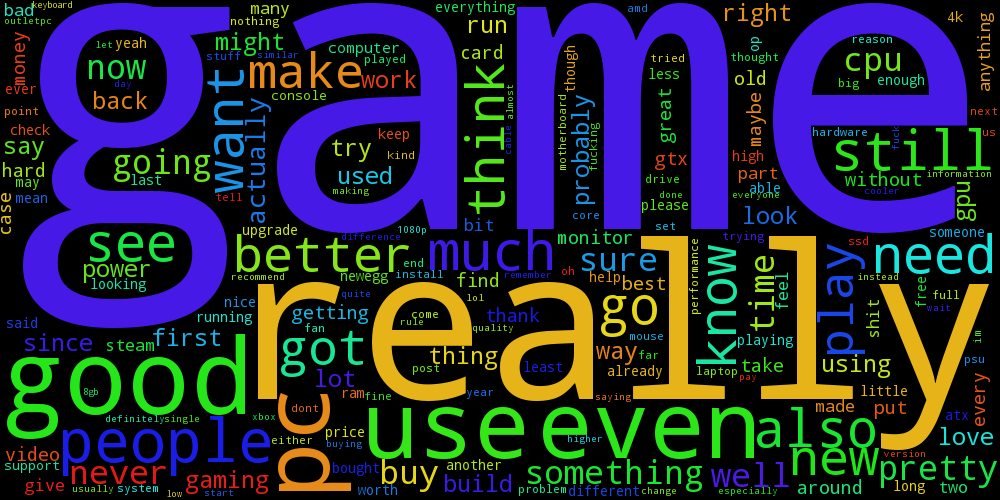 keyboard
bad
outletpc
many
nothing
everything
amd
right
4k
anything
game
money
yeah
let
now
day
back
stuff
similar
might
computer
played
run
card
make
work
console
want
actually
think
almost
cable
though
tried
less
thought
op
old
cpu
reason
enough
big
ever
point
next
check
us
say
hard
may
mean
going
last
tell
try
keep
kind
used
making
motherboard
fucking
probably
great
gtx
drive
done
please
high
part
maybe
able
everyone
hardware
fuck
still
without
information
cooler
gpu
case
see
power
looking
upgrade
difference
1080p
bit
core
set
look
trying
someone
better
much
monitor
sure
need
ssd
recommend
newegg
end
install
find
remember
oh
help
best
performance
know
time
feel
play
instead
free
full
wait
really
nice
running
getting
fan
quite
come
rule
lol
quality
thank
go
mouse
said
since
steam
first
got
thing
post
least
way
far
already
laptop
pay
playing
take
using
shit
psu
good
8gb
lot
ram
fine
year
saying
little
made
put
every
atx
definitely
single
xbox
pc
dont
use
even
also
new
love
version
people
either
price
buying
higher
video
support
never
gaming
bought
buy
another
something
well
pretty
give
usually
system
low
start
worth
build
problem
different
change
especially
around
long
two